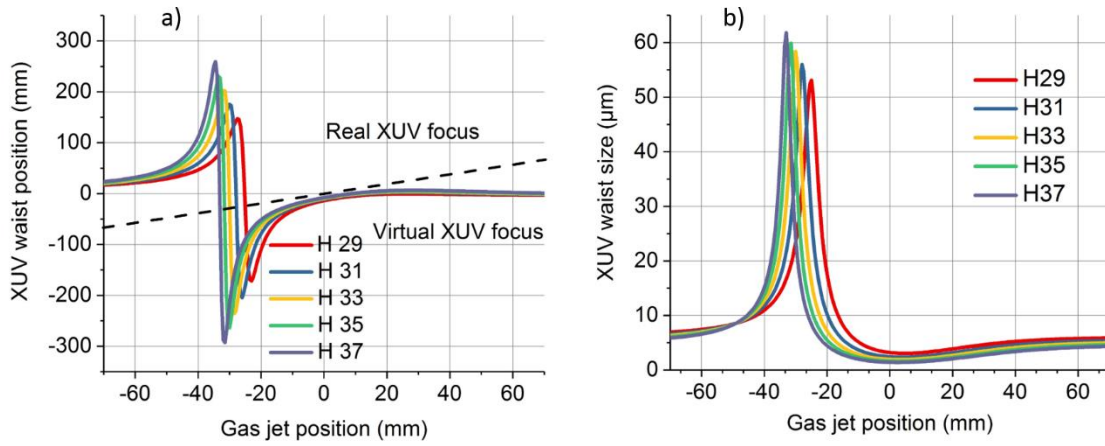 a)
XUV waist position (mm)
300
200
100
0
-100
-200
-300
Real XUV focus
Virtual XUV focus
H 29
H 31
H 33
H 35
H 37
-60 -40 -20 0 20 40 60
Gas jet position (mm)
b)
XUV waist size (µm)
60
50
40
30
20
10
0
H29
H31
H33
H35
H37
-60 -40 -20 0 20 40 60
Gas jet position (mm)